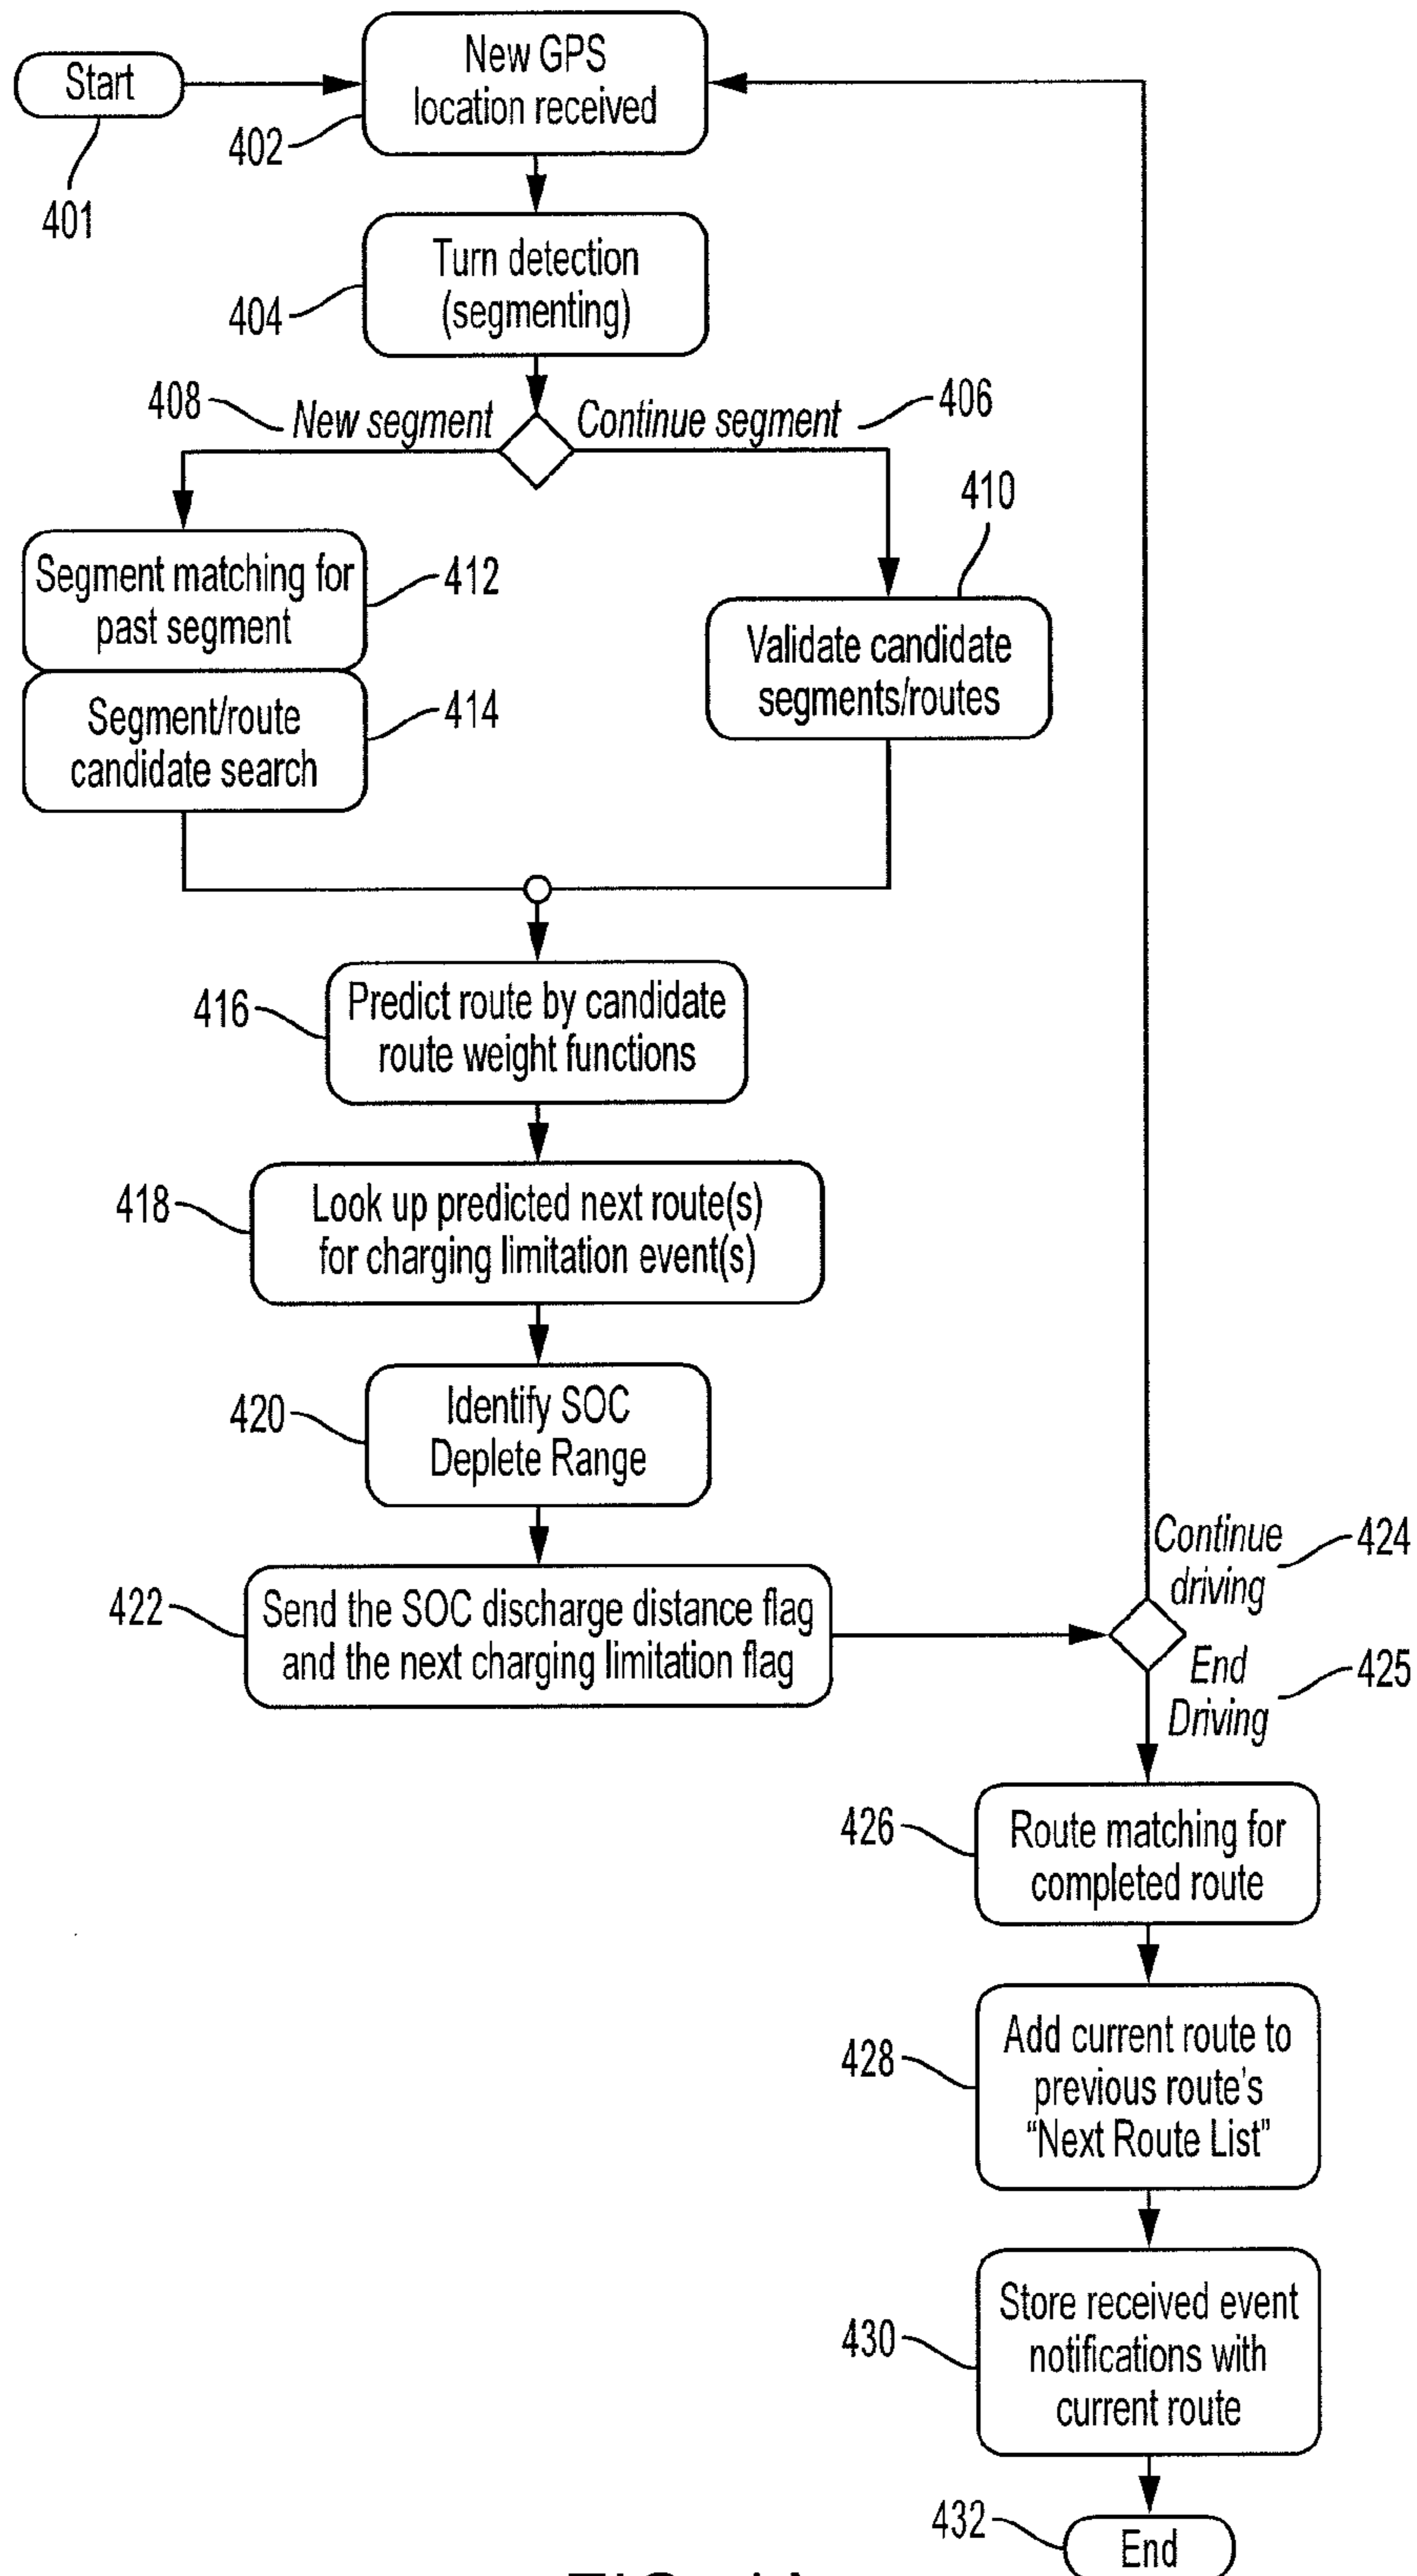 Start
401
New GPS
location received
402
Turn detection
(segmenting)
404
408
New segment
Continue segment
406
410
Segment matching for
past segment
412
Segment/route
candidate search
414
Validate candidate
segments/routes
416
Predict route by candidate
route weight functions
418
Look up predicted next route(s)
for charging limitation event(s)
420
Identify SOC
Deplete Range
422
Send the SOC discharge distance flag
and the next charging limitation flag
Continue
driving
424
End
Driving
425
426
Route matching for
completed route
428
Add current route to
previous route's
“Next Route List”
430
Store received event
notifications with
current route
432
End